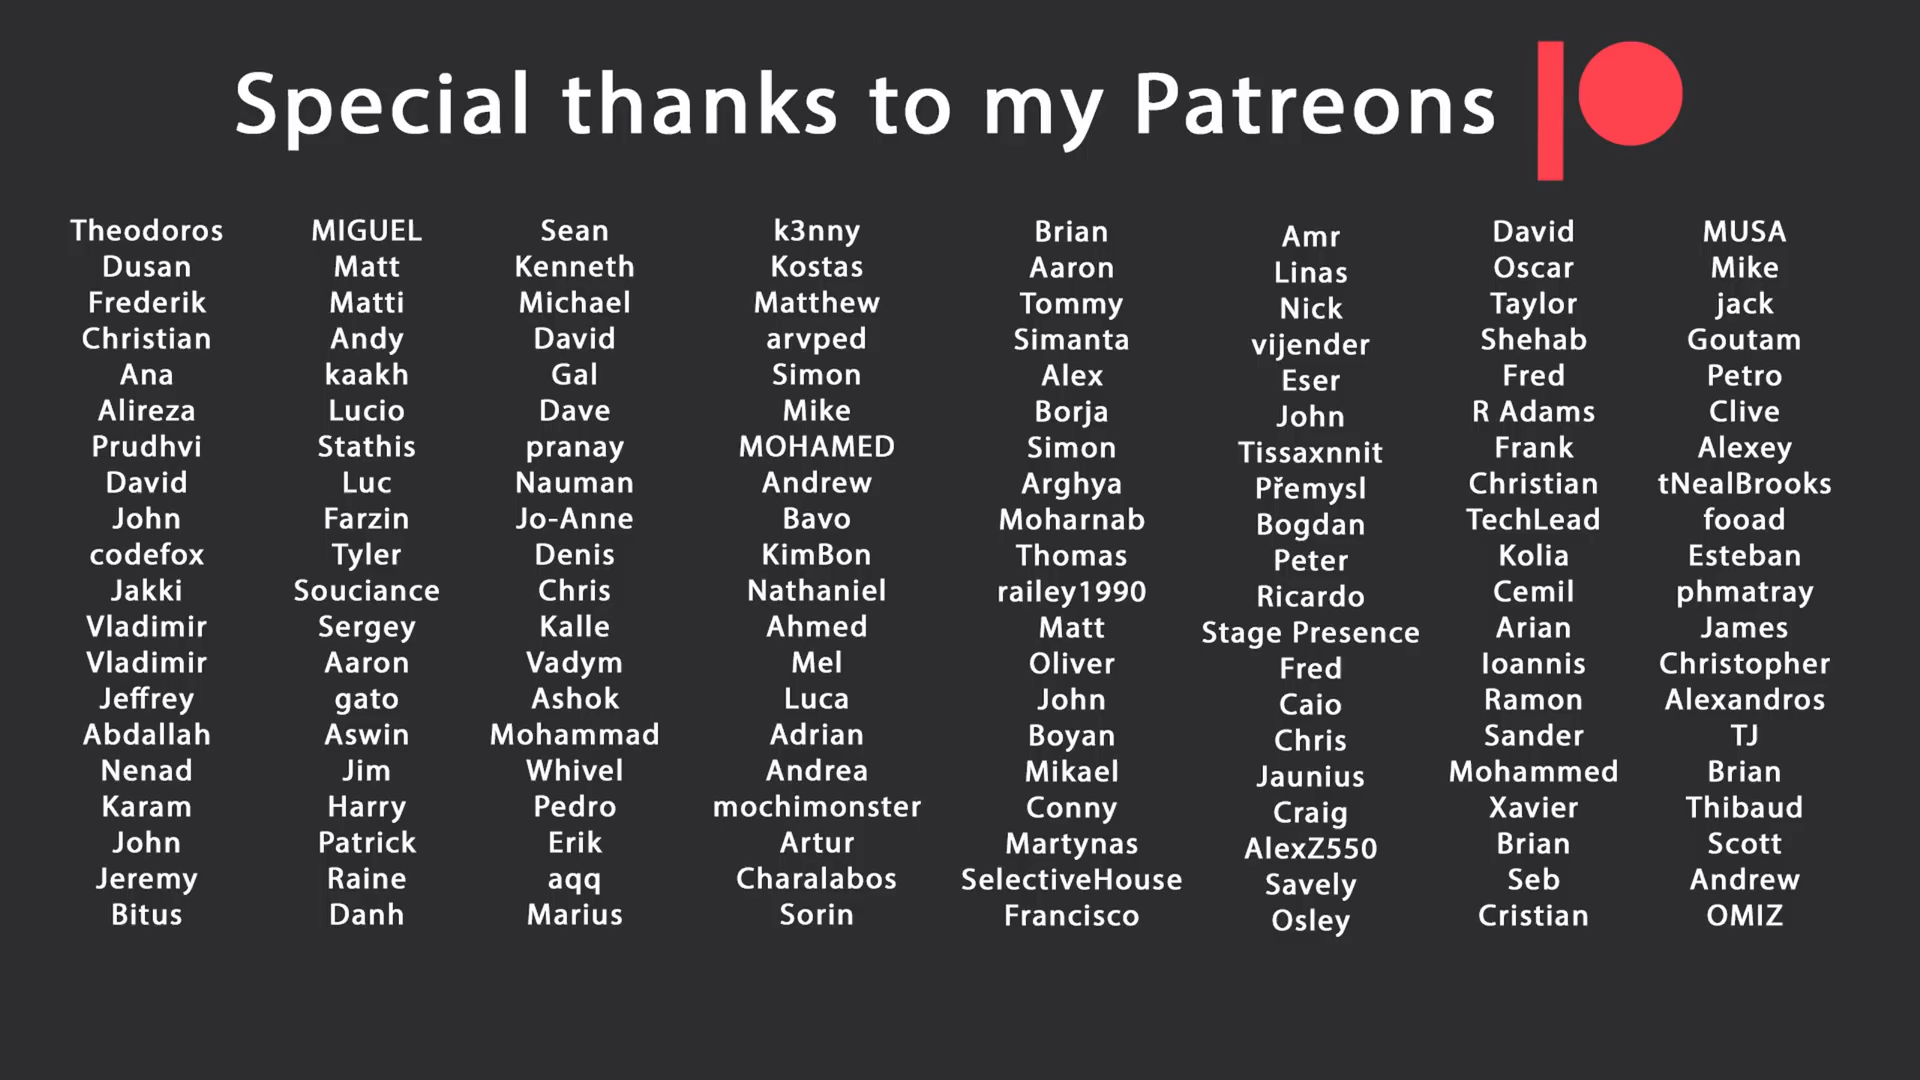 Special thanks to my Patreons
Theodoros
Dusan
Frederik
Christian
Ana
Alireza
Prudhvi
David
John
codefox
Jakki
Vladimir
Vladimir
Jeffrey
Abdallah
Nenad
Karam
John
Jeremy
Bitus
MIGUEL
Matt
Matti
Andy
kaakh
Lucio
Stathis
Luc
Farzin
Tyler
Souciance
Sergey
Aaron
gato
Aswin
Jim
Harry
Patrick
Raine
Danh
Sean
Kenneth
Michael
David
Gal
Dave
pranay
Nauman
Jo-Anne
Denis
Chris
Kalle
Vadym
Ashok
Mohammad
Whivel
Pedro
Erik
aqq
Marius
k3nny
Kostas
Matthew
arvped
Simon
Mike
MOHAMED
Andrew
Bavo
KimBon
Nathaniel
Ahmed
Mel
Luca
Adrian
Andrea
mochimonster
Artur
Charalabos
Sorin
Brian
Aaron
Tommy
Simanta
Alex
Borja
Simon
Arghya
Moharnab
Thomas
railey1990
Matt
Oliver
John
Boyan
Mikael
Conny
Martynas
SelectiveHouse
Francisco
Amr
Linas
Nick
vijender
Eser
John
Tissaxnnit
Přemysl
Bogdan
Peter
Ricardo
Stage Presence
Fred
Caio
Chris
Jaunius
Craig
AlexZ550
Savely
Osley
David
Oscar
Taylor
Shehab
Fred
R Adams
Frank
Christian
TechLead
Kolia
Cemil
Arian
Ioannis
Ramon
Sander
Mohammed
Xavier
Brian
Seb
Cristian
MUSA
Mike
jack
Goutam
Petro
Clive
Alexey
tNealBrooks
fooad
Esteban
phmatray
James
Christopher
Alexandros
TJ
Brian
Thibaud
Scott
Andrew
OMIZ